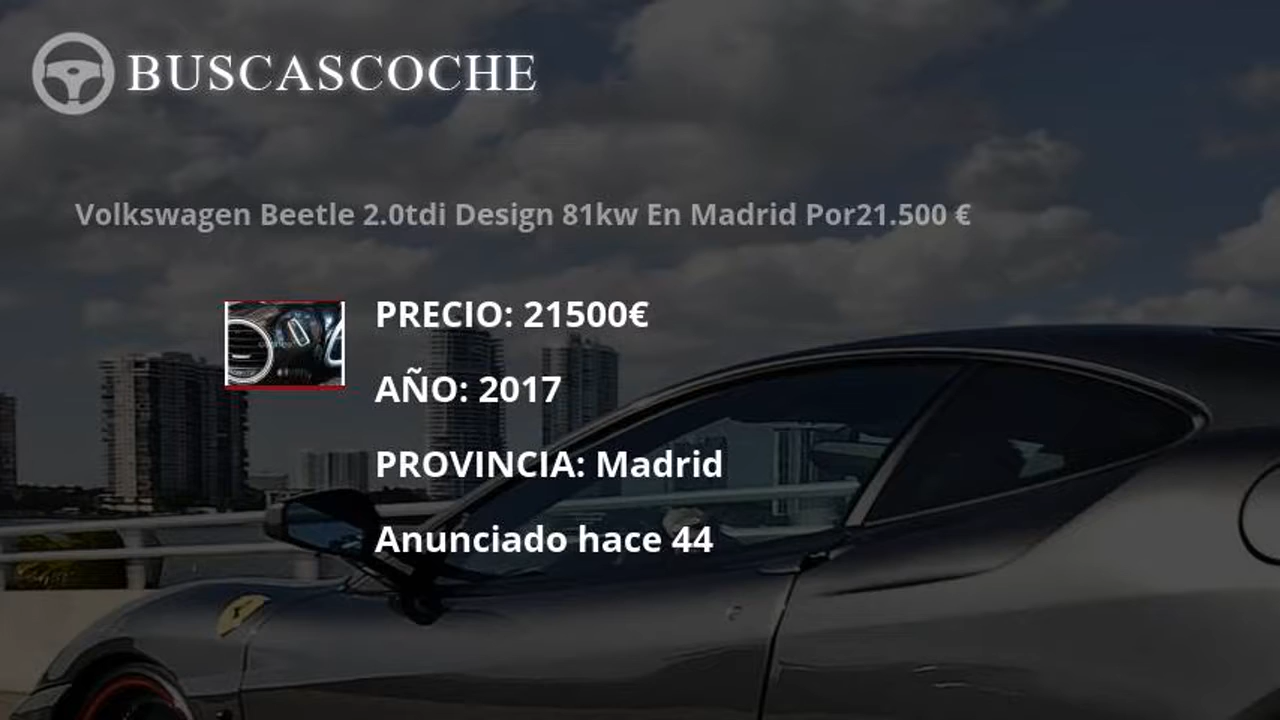 BUSCASCOCHE
Volkswagen Beetle 2.0tdi Design 81kw En Madrid Por21.500 €
PRECIO: 21500€
AÑO: 2017
PROVINCIA: Madrid
Anunciado hace 44